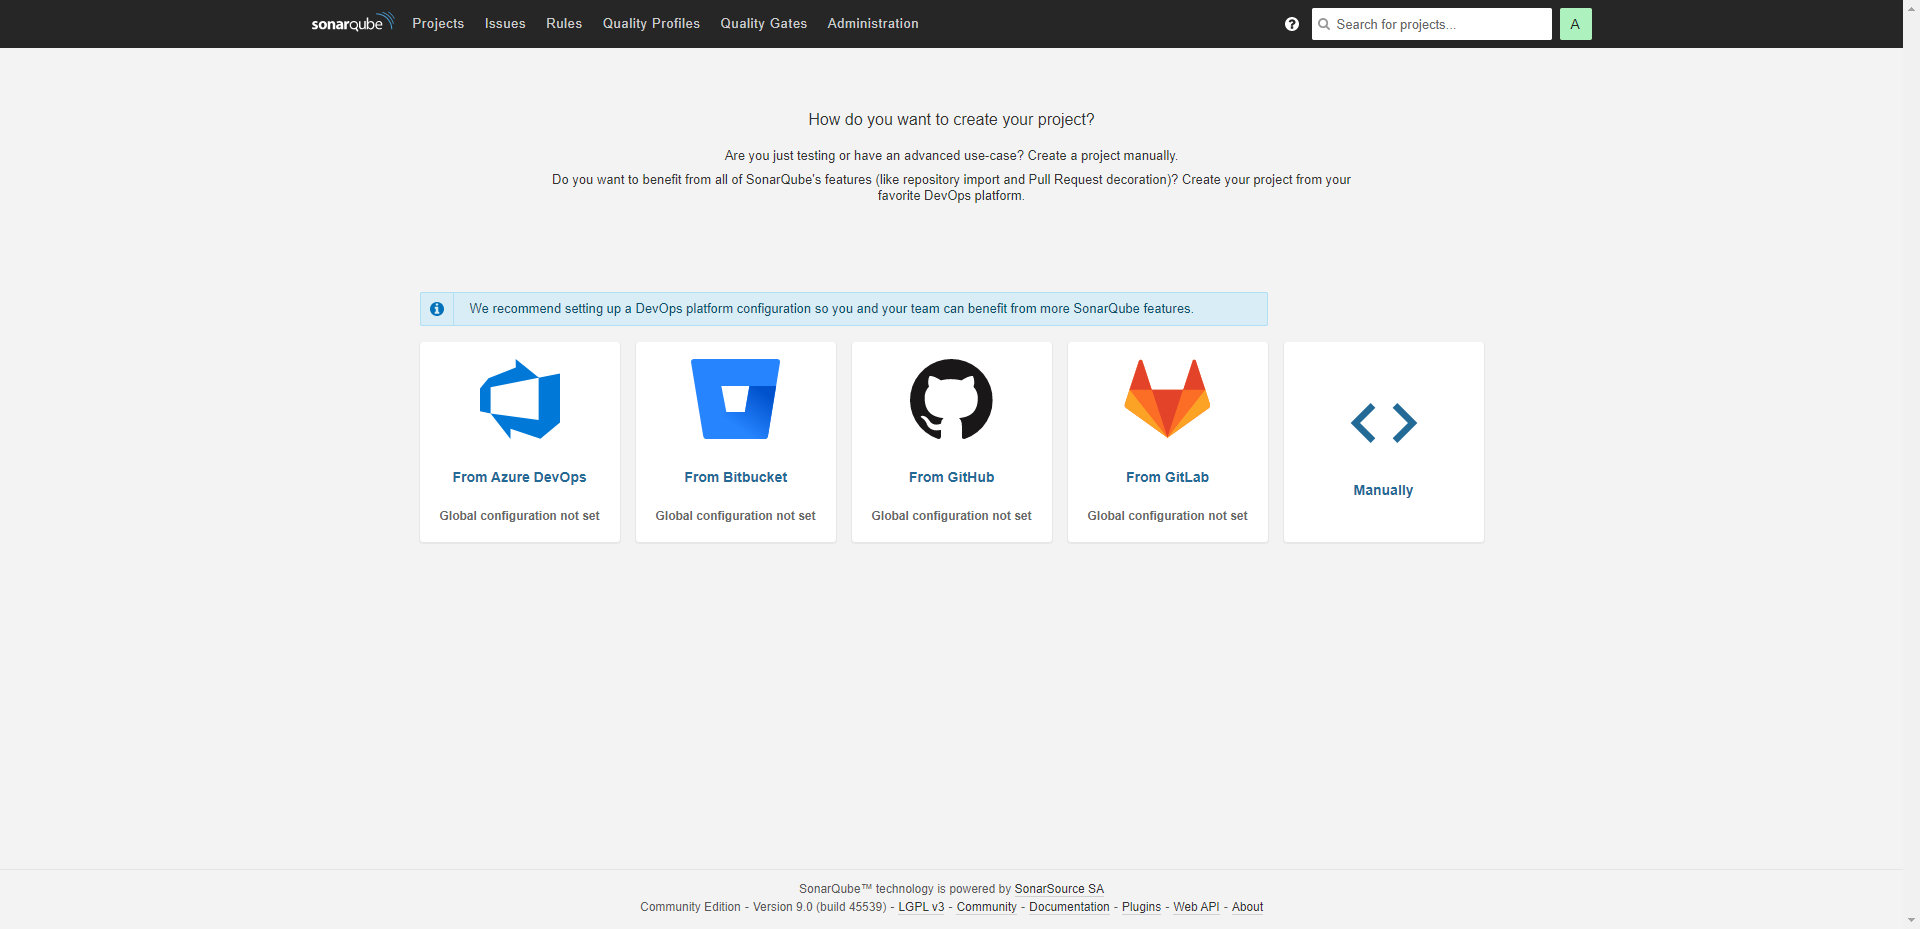 sonarqube Projects Issues Rules Quality Profiles Quality Gates Administration ? Search for projects... A
How do you want to create your project?
Are you just testing or have an advanced use-case? Create a project manually.
Do you want to benefit from all of SonarQube's features (like repository import and Pull Request decoration)? Create your project from your
favorite DevOps platform.
We recommend setting up a DevOps platform configuration so you and your team can benefit from more SonarQube features.
From Azure DevOps From Bitbucket From GitHub From GitLab Manually
Global configuration not set Global configuration not set Global configuration not set Global configuration not set
SonarQube™ technology is powered by SonarSource SA
Community Edition - Version 9.0 (build 45539) - LGPL v3 - Community - Documentation - Plugins - Web API - About